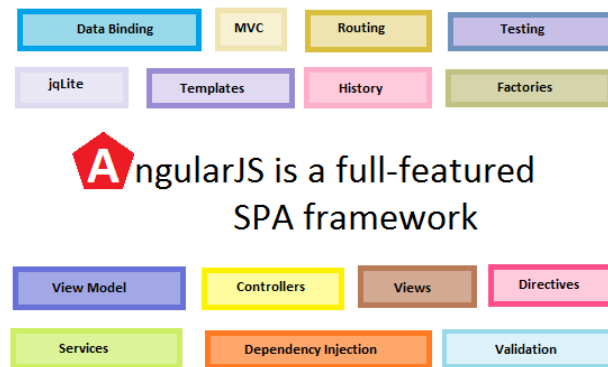 Data Binding MVC Routing Testing
jqLite Templates History Factories
AngularJS is a full-featured
SPA framework
View Model Controllers Views Directives
Services Dependency Injection Validation